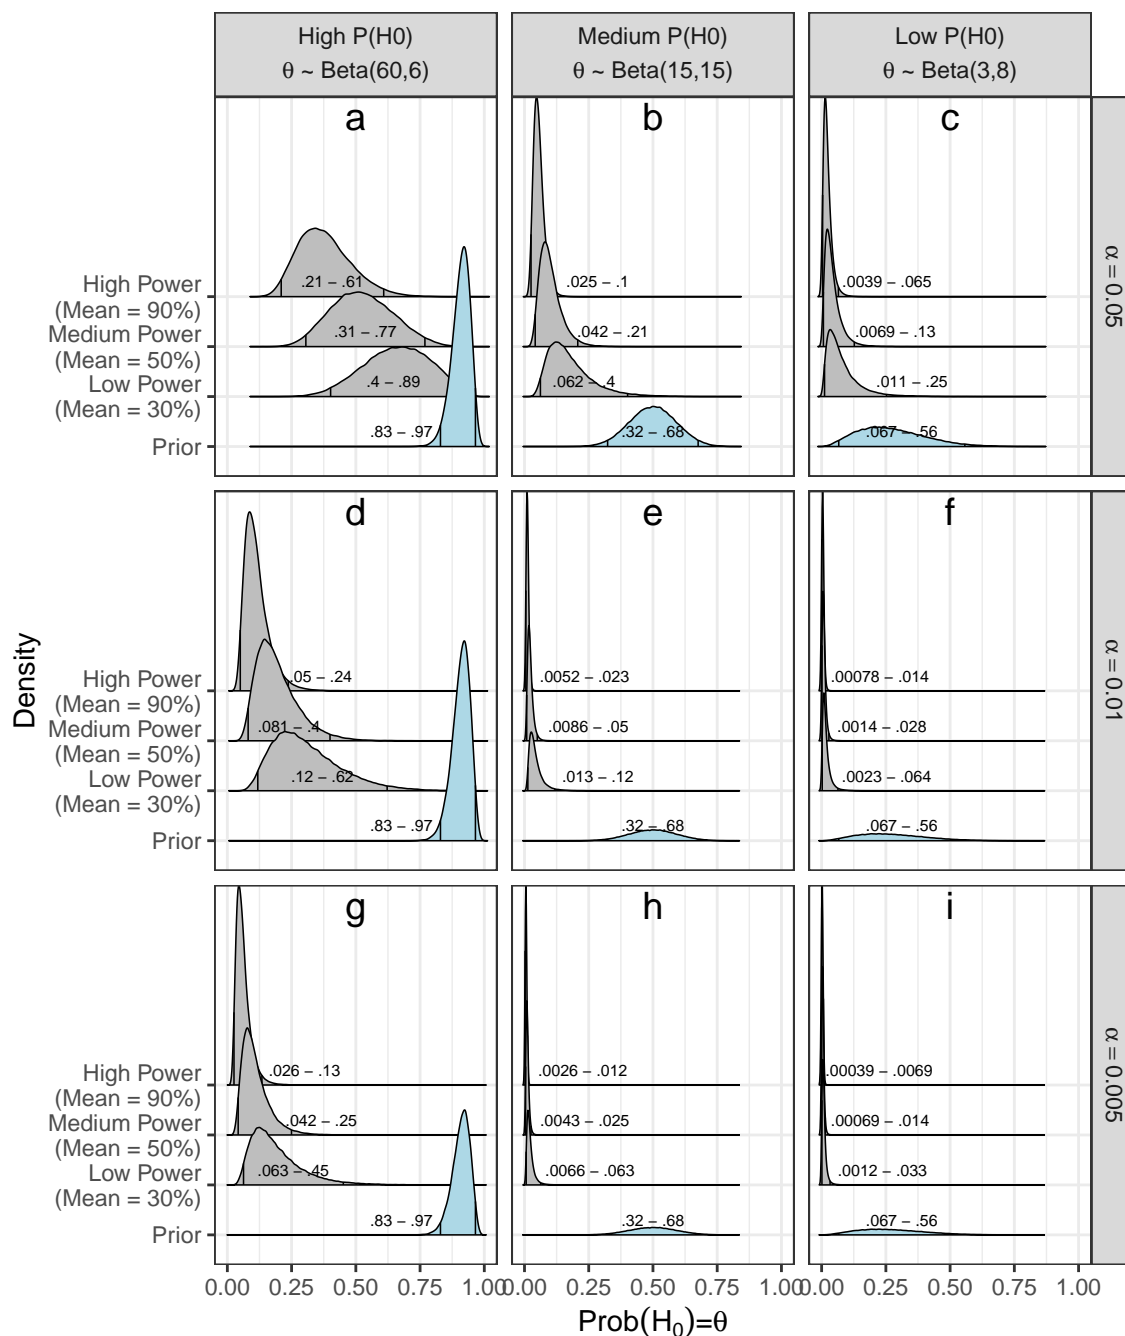 High P(H0)
θ ~ Beta(60,6)
Medium P(H0)
θ ~ Beta(15,15)
Low P(H0)
θ ~ Beta(3,8)
a
b
c
High Power
(Mean = 90%)
Medium Power
(Mean = 50%)
Low Power
(Mean = 30%)
Prior
.21 – .61
.31 – .77
.4 – .89
.83 – .97
.025 – .1
.042 – .21
.062 – .4
.32 – .68
.0039 – .065
.0069 – .13
.011 – .25
.067 – .56
α = 0.05
d
e
f
High Power
(Mean = 90%)
Medium Power
(Mean = 50%)
Low Power
(Mean = 30%)
Prior
.05 – .24
.081 – .4
.12 – .62
.83 – .97
.0052 – .023
.0086 – .05
.013 – .12
.32 – .68
.00078 – .014
.0014 – .028
.0023 – .064
.067 – .56
α = 0.01
Density
g
h
i
High Power
(Mean = 90%)
Medium Power
(Mean = 50%)
Low Power
(Mean = 30%)
Prior
.026 – .13
.042 – .25
.063 – .45
.83 – .97
.0026 – .012
.0043 – .025
.0066 – .063
.32 – .68
.00039 – .0069
.00069 – .014
.0012 – .033
.067 – .56
α = 0.005
0.00 0.25 0.50 0.75 1.00
0.00 0.25 0.50 0.75 1.00
0.00 0.25 0.50 0.75 1.00
Prob(H₀)=θ